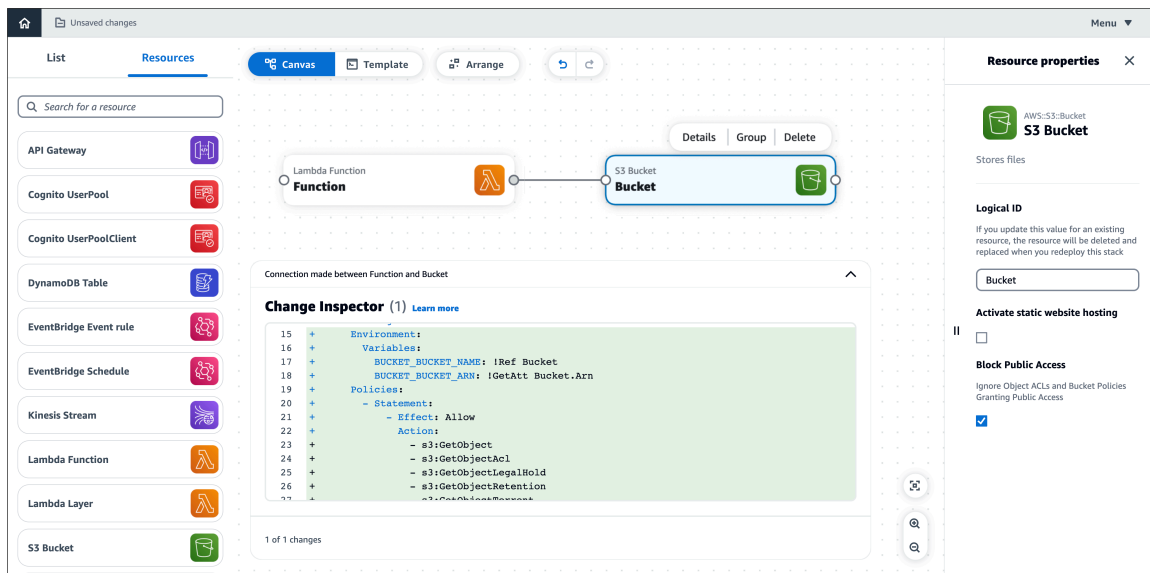 Unsaved changes
Menu ▼
List
Resources
Search for a resource
API Gateway
Cognito UserPool
Cognito UserPoolClient
DynamoDB Table
EventBridge Event rule
EventBridge Schedule
Kinesis Stream
Lambda Function
Lambda Layer
S3 Bucket
Canvas
Template
Arrange
Details
Group
Delete
Lambda Function
Function
S3 Bucket
Bucket
Connection made between Function and Bucket
Change Inspector (1) Learn more
15 + Environment:
16 + Variables:
17 + BUCKET_BUCKET_NAME: !Ref Bucket
18 + BUCKET_BUCKET_ARN: !GetAtt Bucket.Arn
19 + Policies:
20 + - Statement:
21 + - Effect: Allow
22 + Action:
23 + - s3:GetObject
24 + - s3:GetObjectAcl
25 + - s3:GetObjectLegalHold
26 + - s3:GetObjectRetention
27 + - s3:GetObjectTorrent
1 of 1 changes
Resource properties
AWS::S3::Bucket
S3 Bucket
Stores files
Logical ID
If you update this value for an existing
resource, the resource will be deleted and
replaced when you redeploy this stack
Bucket
Activate static website hosting
Block Public Access
Ignore Object ACLs and Bucket Policies
Granting Public Access